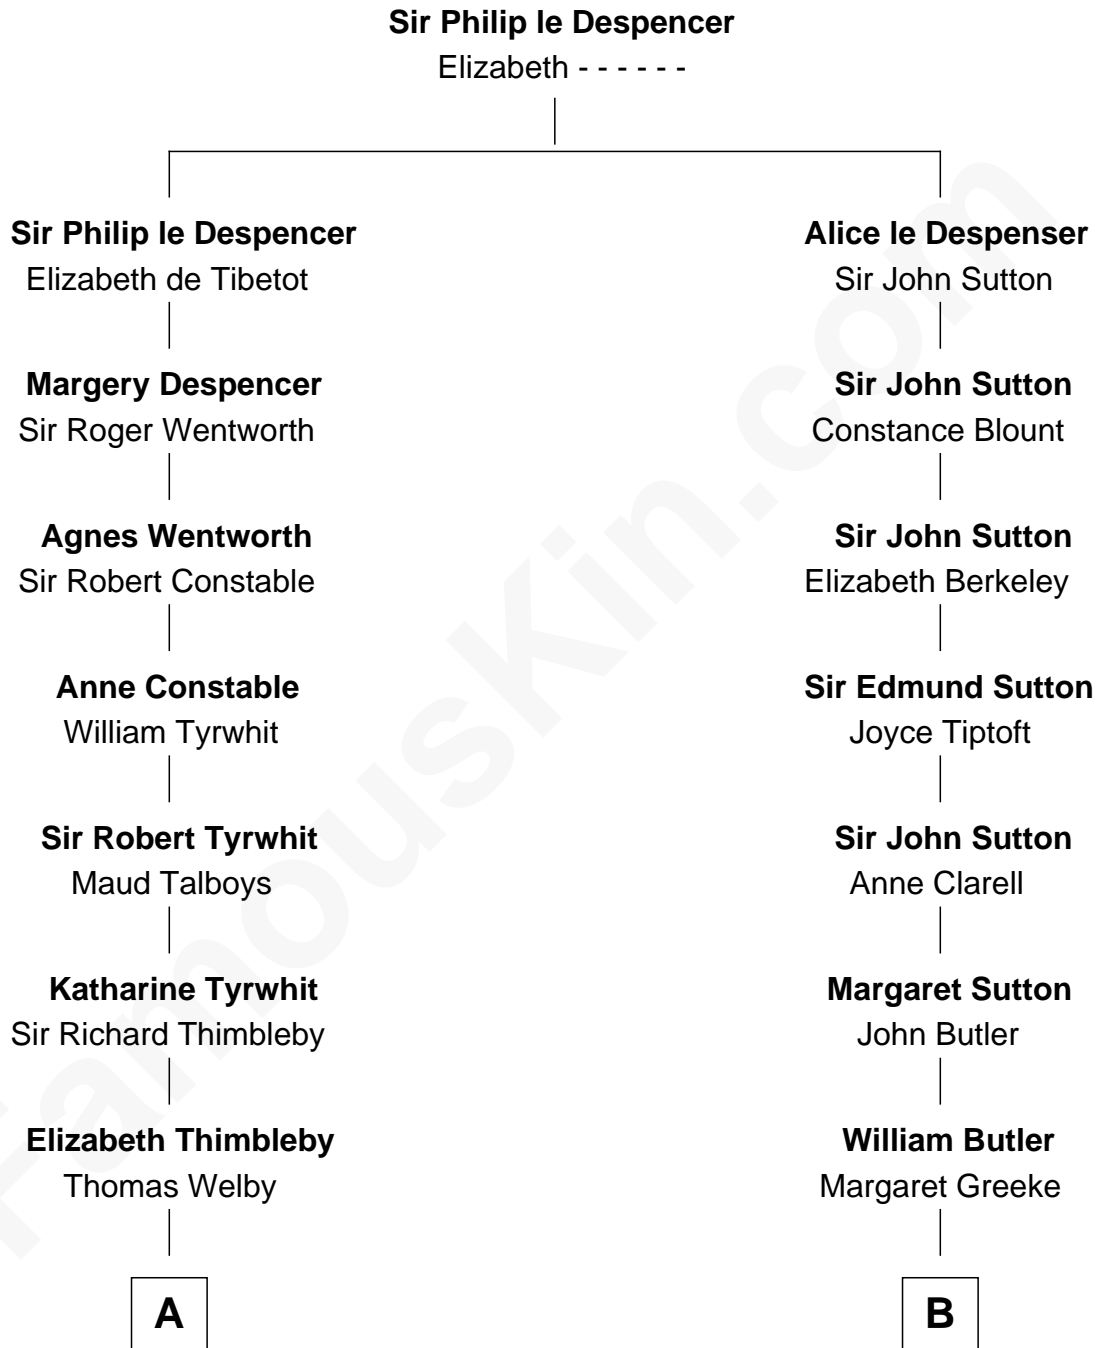 Sir Philip le Despencer
Elizabeth - - - - - -
Sir Philip le Despencer
Elizabeth de Tibetot
Alice le Despenser
Sir John Sutton
Margery Despencer
Sir Roger Wentworth
Sir John Sutton
Constance Blount
Agnes Wentworth
Sir Robert Constable
Sir John Sutton
Elizabeth Berkeley
Anne Constable
William Tyrwhit
Sir Edmund Sutton
Joyce Tiptoft
Sir Robert Tyrwhit
Maud Talboys
Sir John Sutton
Anne Clarell
Katharine Tyrwhit
Sir Richard Thimbleby
Margaret Sutton
John Butler
Elizabeth Thimbleby
Thomas Welby
William Butler
Margaret Greeke
A
B
FamousKin.com